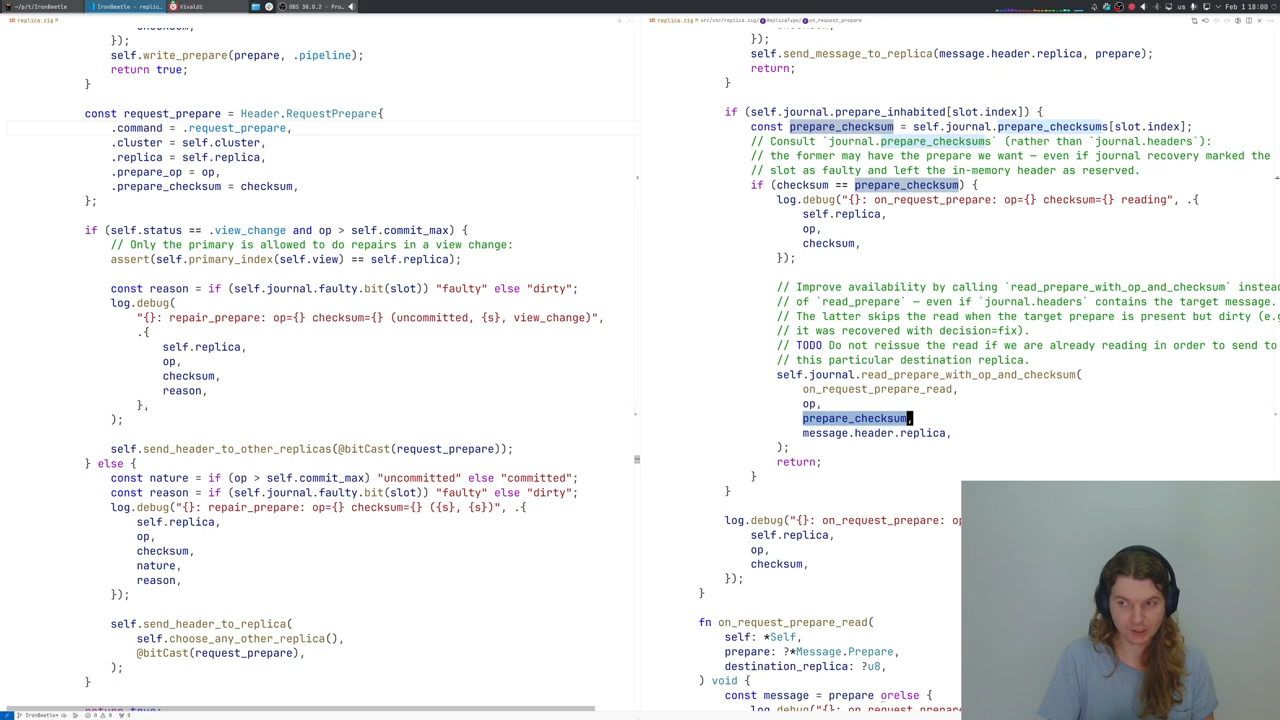 ~/p/t/IronBeetle
IronBeetle - replic…
Vivaldi
OBS 30.0.2 - Prof…
us
Feb 1 18:00
replica.zig M
replica.zig M src/vsr/replica.zig/ReplicaType/on_request_prepare
checksum,
});
self.write_prepare(prepare, .pipeline);
return true;
}
const request_prepare = Header.RequestPrepare{
.command = .request_prepare,
.cluster = self.cluster,
.replica = self.replica,
.prepare_op = op,
.prepare_checksum = checksum,
};
if (self.status == .view_change and op > self.commit_max) {
// Only the primary is allowed to do repairs in a view change:
assert(self.primary_index(self.view) == self.replica);
const reason = if (self.journal.faulty.bit(slot)) "faulty" else "dirty";
log.debug(
"{}: repair_prepare: op={} checksum={} (uncommitted, {s}, view_change)",
.{
self.replica,
op,
checksum,
reason,
},
);
self.send_header_to_other_replicas(@bitCast(request_prepare));
} else {
const nature = if (op > self.commit_max) "uncommitted" else "committed";
const reason = if (self.journal.faulty.bit(slot)) "faulty" else "dirty";
log.debug("{}: repair_prepare: op={} checksum={} ({s}, {s})", .{
self.replica,
op,
checksum,
nature,
reason,
});
self.send_header_to_replica(
self.choose_any_other_replica(),
@bitCast(request_prepare),
);
}
return true;
});
self.send_message_to_replica(message.header.replica, prepare);
return;
}
if (self.journal.prepare_inhabited[slot.index]) {
const prepare_checksum = self.journal.prepare_checksums[slot.index];
// Consult `journal.prepare_checksums` (rather than `journal.headers`):
// the former may have the prepare we want — even if journal recovery marked the
// slot as faulty and left the in-memory header as reserved.
if (checksum == prepare_checksum) {
log.debug("{}: on_request_prepare: op={} checksum={} reading", .{
self.replica,
op,
checksum,
});
// Improve availability by calling `read_prepare_with_op_and_checksum` instea
// of `read_prepare` — even if `journal.headers` contains the target message.
// The latter skips the read when the target prepare is present but dirty (e.g
// it was recovered with decision=fix).
// TODO Do not reissue the read if we are already reading in order to send to
// this particular destination replica.
self.journal.read_prepare_with_op_and_checksum(
on_request_prepare_read,
op,
prepare_checksum,
message.header.replica,
);
return;
}
}
log.debug("{}: on_request_prepare: op
self.replica,
op,
checksum,
});
}
fn on_request_prepare_read(
self: *Self,
prepare: ?*Message.Prepare,
destination_replica: ?u8,
) void {
const message = prepare orelse {
log.debug("{}: on_request_prepare
IronBeetle*
0
0
0